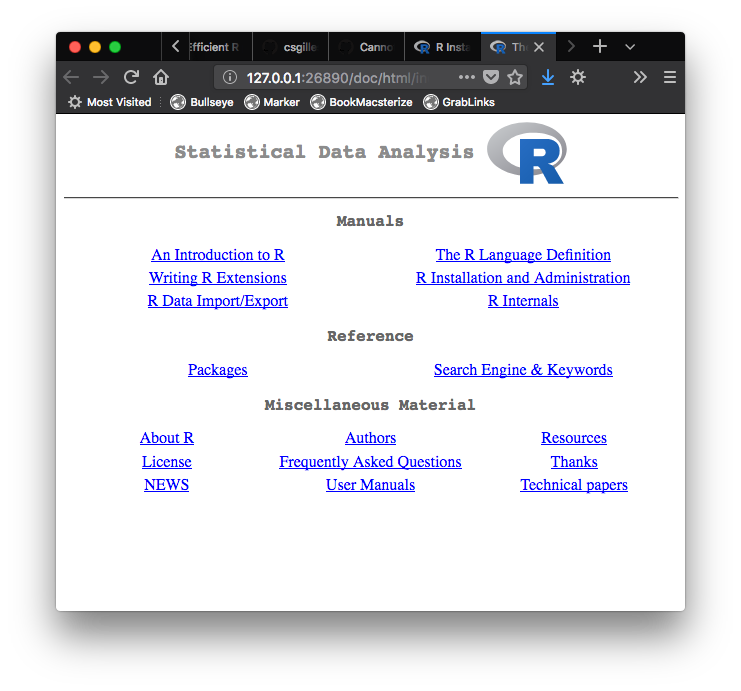 Efficient R csgille Canno R Insta The
127.0.0.1:26890/doc/html/in
Most Visited Bullseye Marker BookMacsterize GrabLinks
Statistical Data Analysis R
Manuals
An Introduction to R The R Language Definition
Writing R Extensions R Installation and Administration
R Data Import/Export R Internals
Reference
Packages Search Engine & Keywords
Miscellaneous Material
About R Authors Resources
License Frequently Asked Questions Thanks
NEWS User Manuals Technical papers